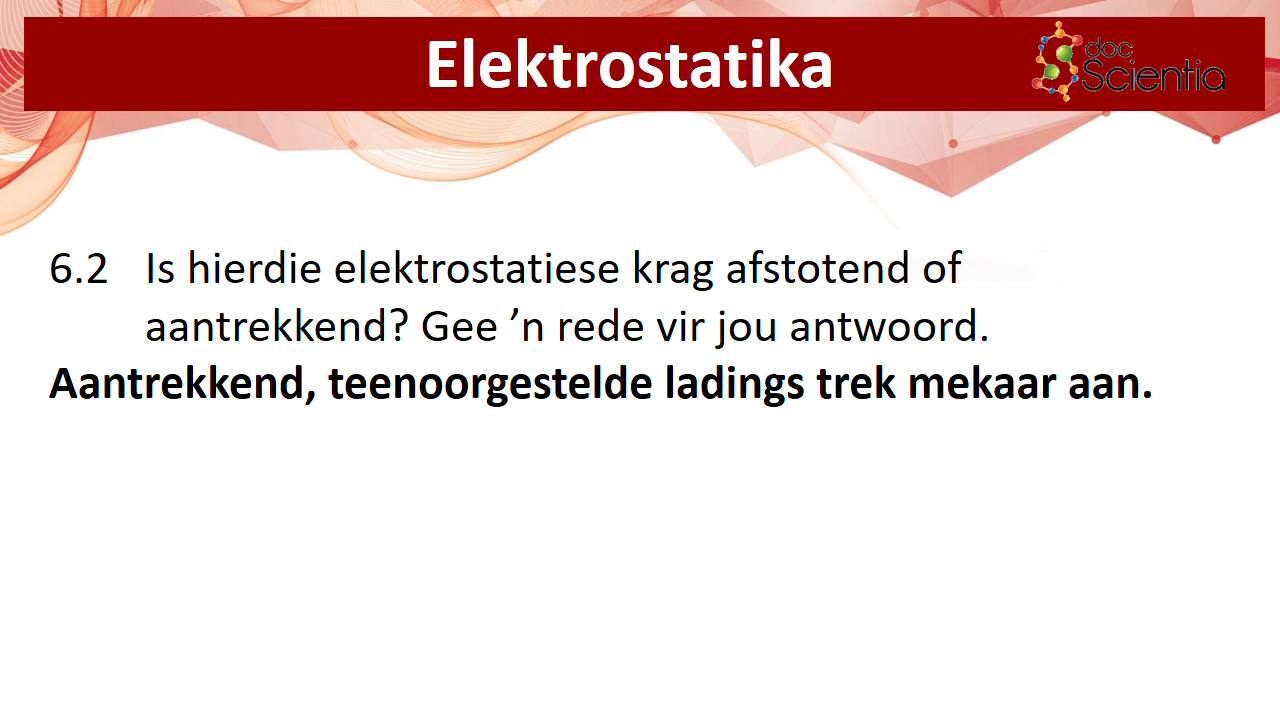 Elektrostatika
doc
Scientia
6.2 Is hierdie elektrostatiese krag afstotend of
aantrekkend? Gee ’n rede vir jou antwoord.
Aantrekkend, teenoorgestelde ladings trek mekaar aan.